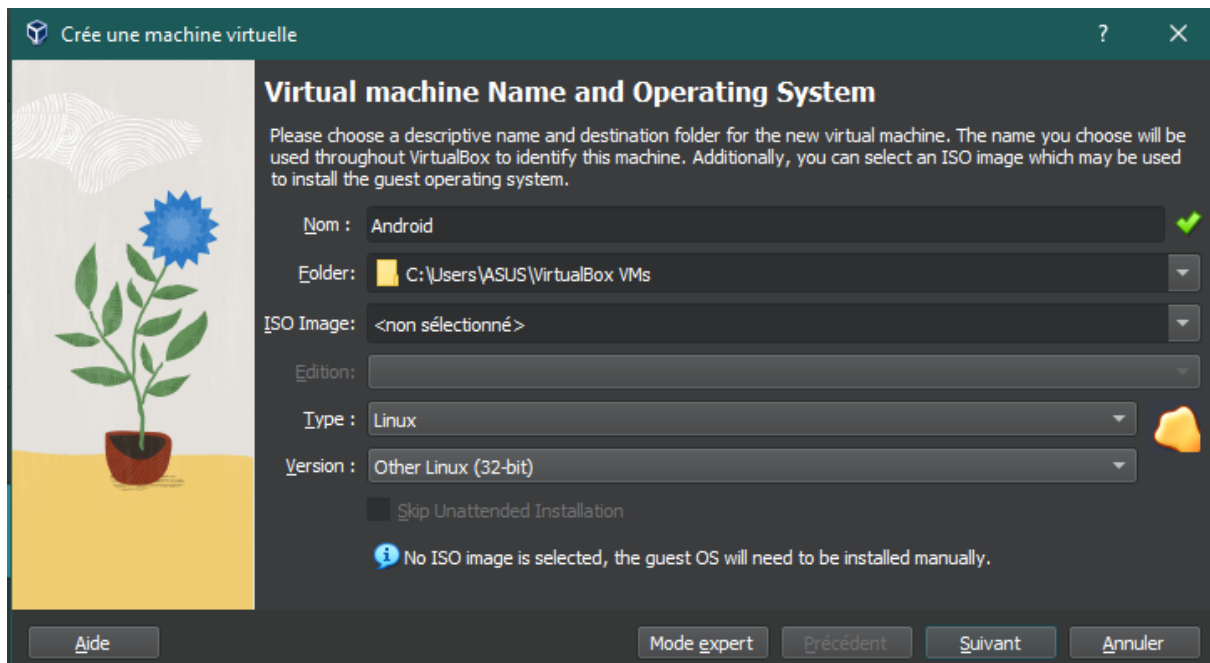 Crée une machine virtuelle
?
Virtual machine Name and Operating System
Please choose a descriptive name and destination folder for the new virtual machine. The name you choose will be
used throughout VirtualBox to identify this machine. Additionally, you can select an ISO image which may be used
to install the guest operating system.
Nom : Android
Folder: C:\Users\ASUS\VirtualBox VMs
ISO Image: <non sélectionné>
Edition:
Type : Linux
Version : Other Linux (32-bit)
Skip Unattended Installation
No ISO image is selected, the guest OS will need to be installed manually.
Aide Mode expert Précédent Suivant Annuler